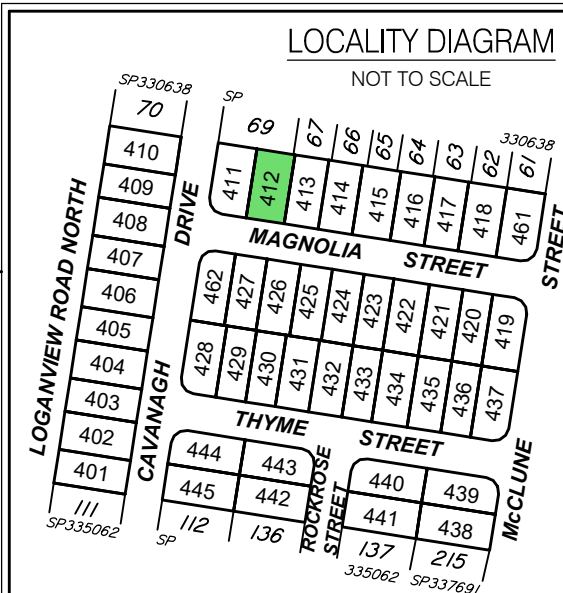 LOCALITY DIAGRAM
NOT TO SCALE
SP330638
70
410
409
408
407
406
405
404
403
402
401
111
SP335062
LOGANVIEW ROAD NORTH
CAVANAGH DRIVE
SP
69 67 66 65 64 63 62 61
330638
411 412 413 414 415 416 417 418 461
MAGNOLIA STREET
462 427 426 425 424 423 422 421 420 419
428 429 430 431 432 433 434 435 436 437
THYME STREET
444 443
445 442
112 136
SP
ROCKROSE
STREET
440 439
441 438
137 215
335062 SP337691
McCLUNE STREET